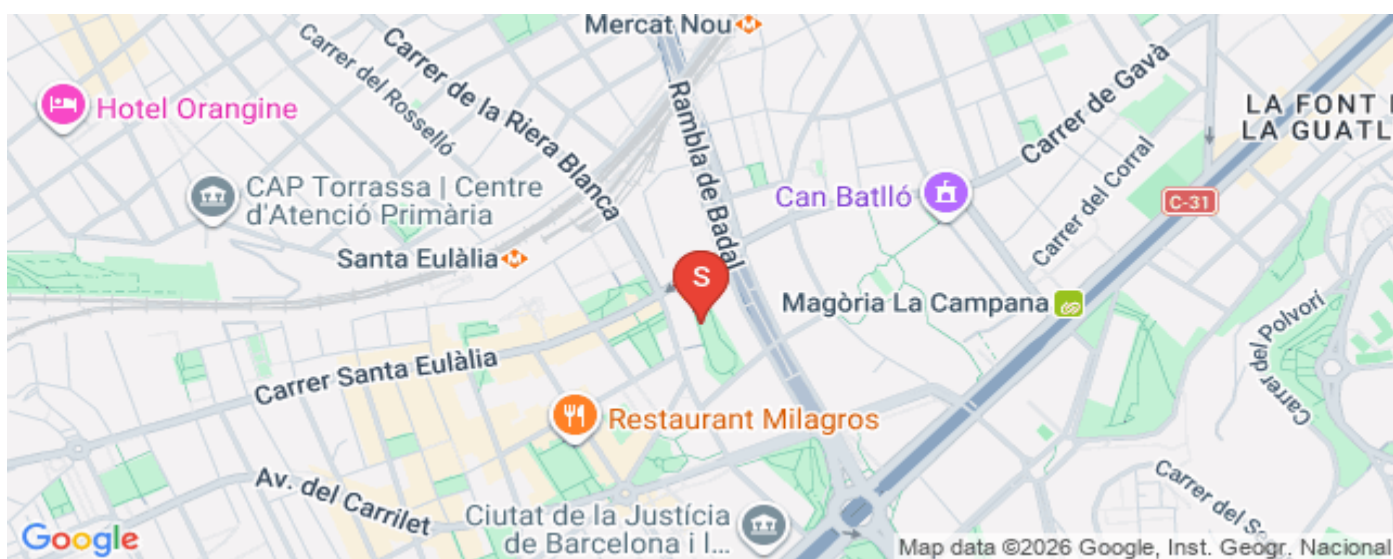 Mercat Nou
Carrer de la Riera Blanca
Carrer del Rosselló
Rambla de Badal
Carrer de Gavà
LA FONT
LA GUATL
Hotel Orangine
CAP Torrassa | Centre
d'Atenció Primària
Can Batlló
Carrer del Corral
C-31
Santa Eulàlia
S
Magòria La Campana
Carrer del Polvorí
Carrer Santa Eulàlia
Restaurant Milagros
Av. del Carrilet
Ciutat de la Justícia
de Barcelona i l...
Carrer del S
Google
Map data ©2026 Google, Inst. Geogr. Nacional